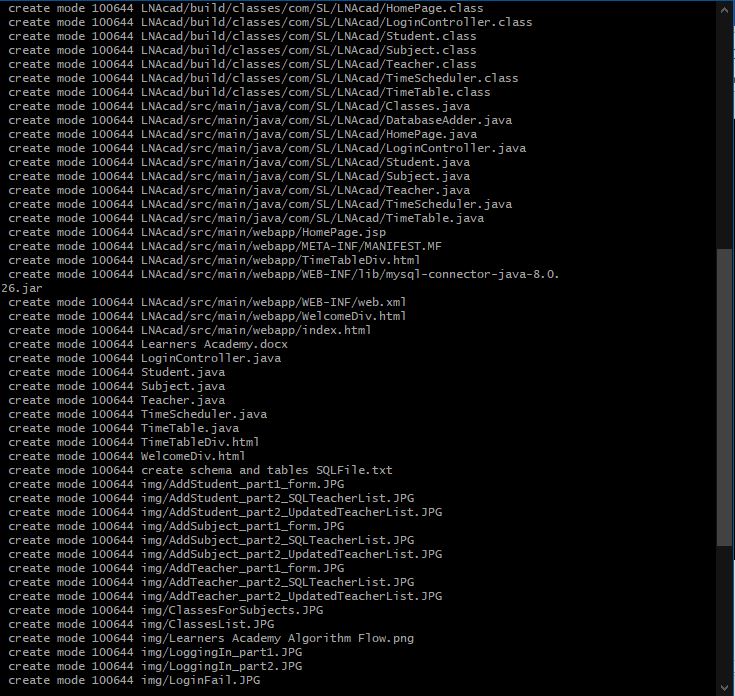 create mode 100644 LNAcad/build/classes/com/SL/LNAcad/HomePage.class
create mode 100644 LNAcad/build/classes/com/SL/LNAcad/LoginController.class
create mode 100644 LNAcad/build/classes/com/SL/LNAcad/Student.class
create mode 100644 LNAcad/build/classes/com/SL/LNAcad/Subject.class
create mode 100644 LNAcad/build/classes/com/SL/LNAcad/Teacher.class
create mode 100644 LNAcad/build/classes/com/SL/LNAcad/TimeScheduler.class
create mode 100644 LNAcad/build/classes/com/SL/LNAcad/TimeTable.class
create mode 100644 LNAcad/src/main/java/com/SL/LNAcad/Classes.java
create mode 100644 LNAcad/src/main/java/com/SL/LNAcad/DatabaseAdder.java
create mode 100644 LNAcad/src/main/java/com/SL/LNAcad/HomePage.java
create mode 100644 LNAcad/src/main/java/com/SL/LNAcad/LoginController.java
create mode 100644 LNAcad/src/main/java/com/SL/LNAcad/Student.java
create mode 100644 LNAcad/src/main/java/com/SL/LNAcad/Subject.java
create mode 100644 LNAcad/src/main/java/com/SL/LNAcad/Teacher.java
create mode 100644 LNAcad/src/main/java/com/SL/LNAcad/TimeScheduler.java
create mode 100644 LNAcad/src/main/java/com/SL/LNAcad/TimeTable.java
create mode 100644 LNAcad/src/main/webapp/HomePage.jsp
create mode 100644 LNAcad/src/main/webapp/META-INF/MANIFEST.MF
create mode 100644 LNAcad/src/main/webapp/TimeTableDiv.html
create mode 100644 LNAcad/src/main/webapp/WEB-INF/lib/mysql-connector-java-8.0.
26.jar
create mode 100644 LNAcad/src/main/webapp/WEB-INF/web.xml
create mode 100644 LNAcad/src/main/webapp/WelcomeDiv.html
create mode 100644 LNAcad/src/main/webapp/index.html
create mode 100644 Learners Academy.docx
create mode 100644 LoginController.java
create mode 100644 Student.java
create mode 100644 Subject.java
create mode 100644 Teacher.java
create mode 100644 TimeScheduler.java
create mode 100644 TimeTable.java
create mode 100644 TimeTableDiv.html
create mode 100644 WelcomeDiv.html
create mode 100644 create schema and tables SQLFile.txt
create mode 100644 img/AddStudent_part1_form.JPG
create mode 100644 img/AddStudent_part2_SQLTeacherList.JPG
create mode 100644 img/AddStudent_part2_UpdatedTeacherList.JPG
create mode 100644 img/AddSubject_part1_form.JPG
create mode 100644 img/AddSubject_part2_SQLTeacherList.JPG
create mode 100644 img/AddSubject_part2_UpdatedTeacherList.JPG
create mode 100644 img/AddTeacher_part1_form.JPG
create mode 100644 img/AddTeacher_part2_SQLTeacherList.JPG
create mode 100644 img/AddTeacher_part2_UpdatedTeacherList.JPG
create mode 100644 img/ClassesForSubjects.JPG
create mode 100644 img/ClassesList.JPG
create mode 100644 img/Learners Academy Algorithm Flow.png
create mode 100644 img/LoggingIn_part1.JPG
create mode 100644 img/LoggingIn_part2.JPG
create mode 100644 img/LoginFail.JPG